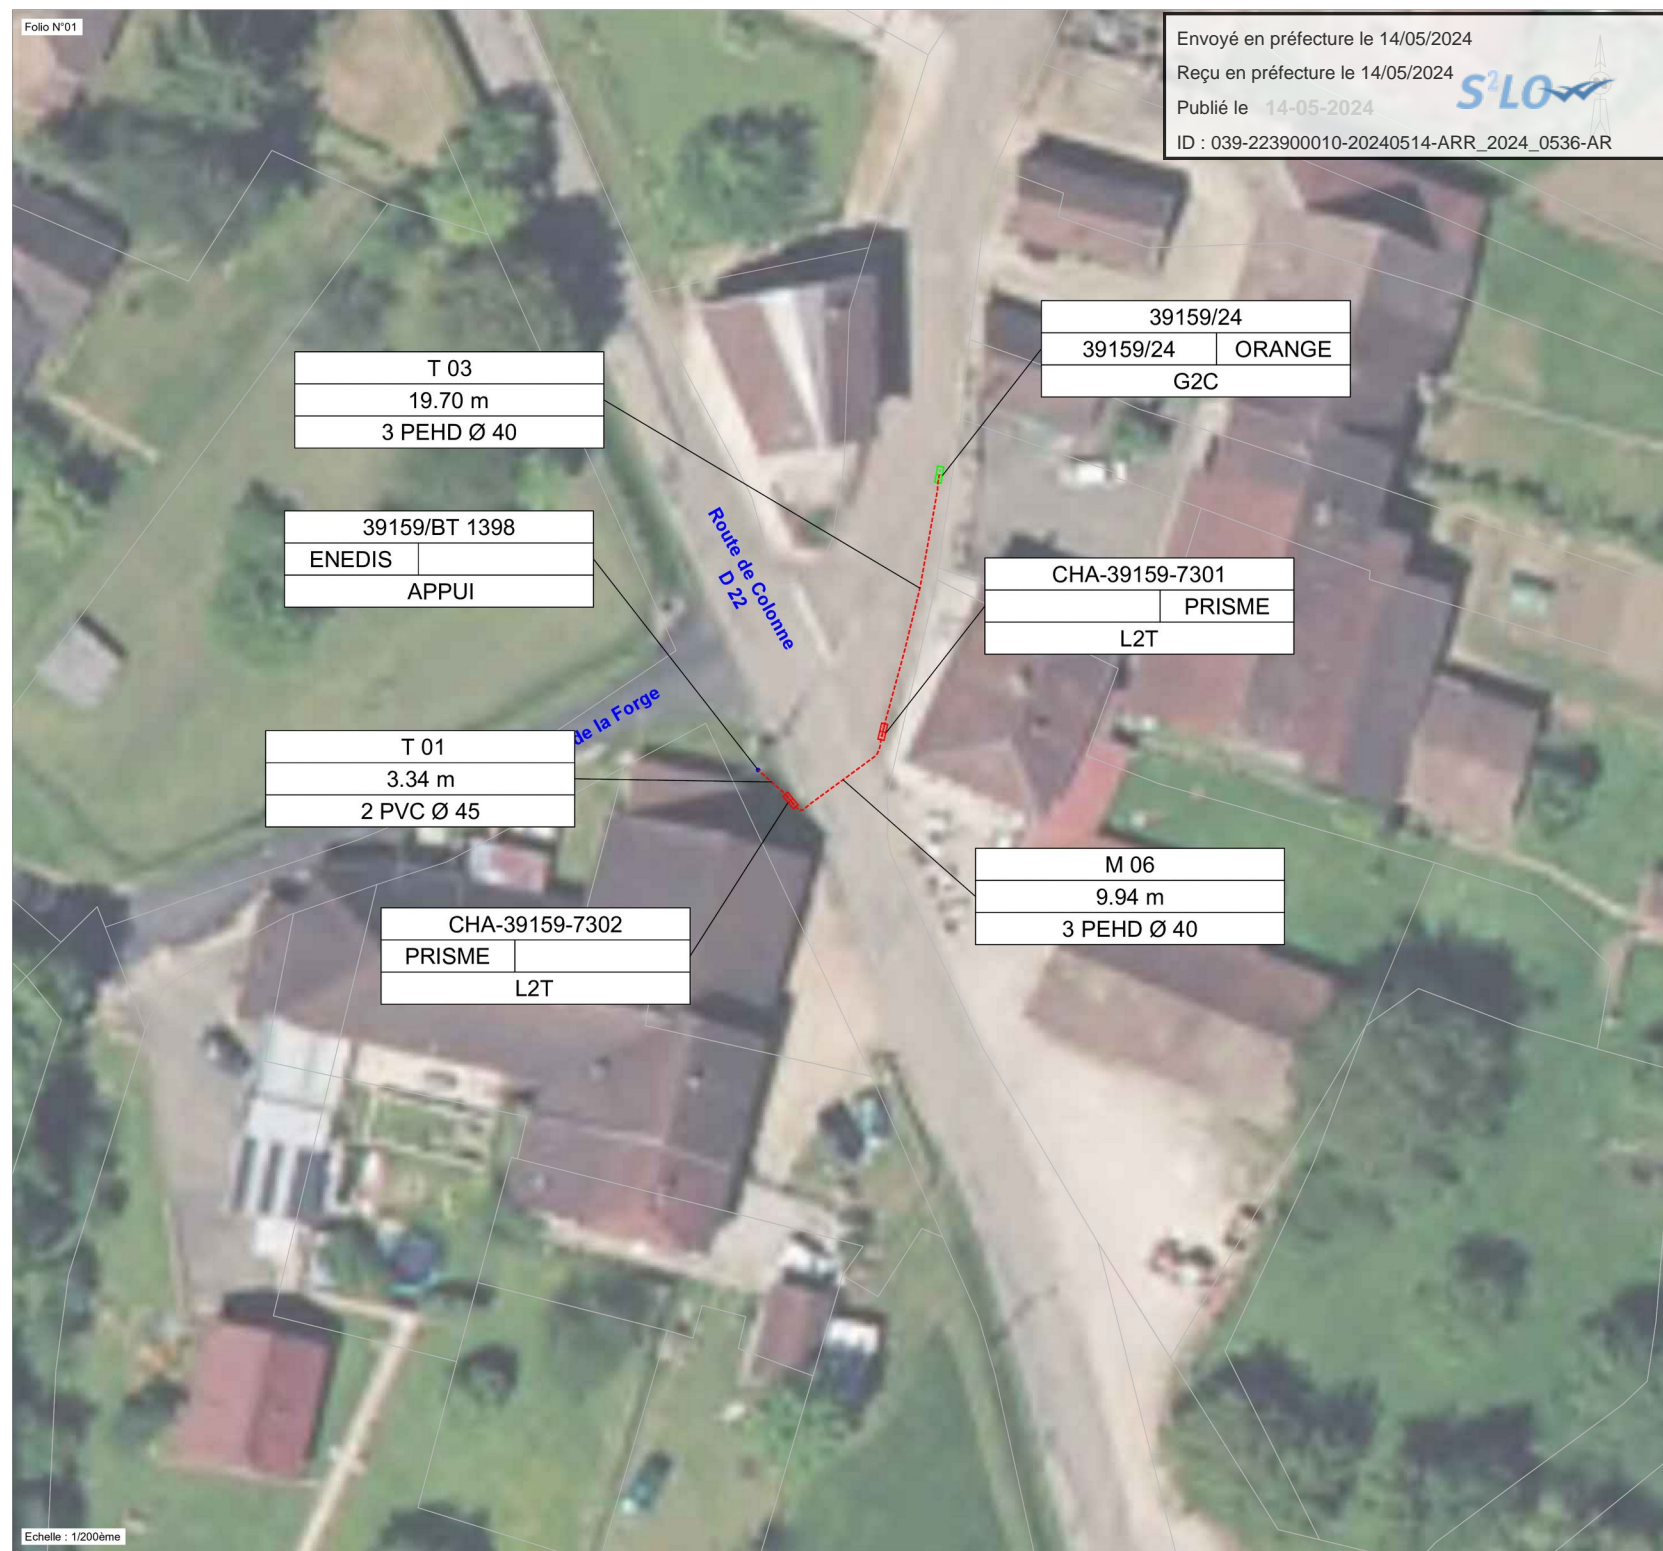 Folio N°01
Envoyé en préfecture le 14/05/2024
Reçu en préfecture le 14/05/2024
S²LO
Publié le 14-05-2024
ID : 039-223900010-20240514-ARR_2024_0536-AR
39159/24
39159/24 ORANGE
G2C
T 03
19.70 m
3 PEHD Ø 40
39159/BT 1398
ENEDIS
APPUI
Route de Colonne
D 22
CHA-39159-7301
PRISME
L2T
de la Forge
T 01
3.34 m
2 PVC Ø 45
M 06
9.94 m
3 PEHD Ø 40
CHA-39159-7302
PRISME
L2T
Echelle : 1/200ème